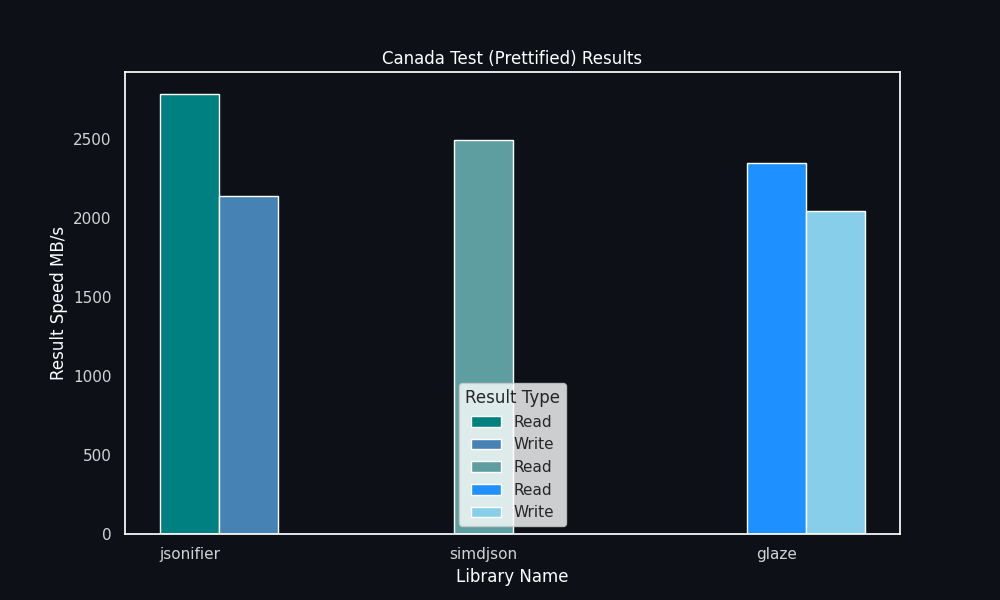 Canada Test (Prettified) Results
Result Speed MB/s
2500
2000
1500
1000
500
0
Result Type
Read
Write
Read
Read
Write
jsonifier
simdjson
glaze
Library Name